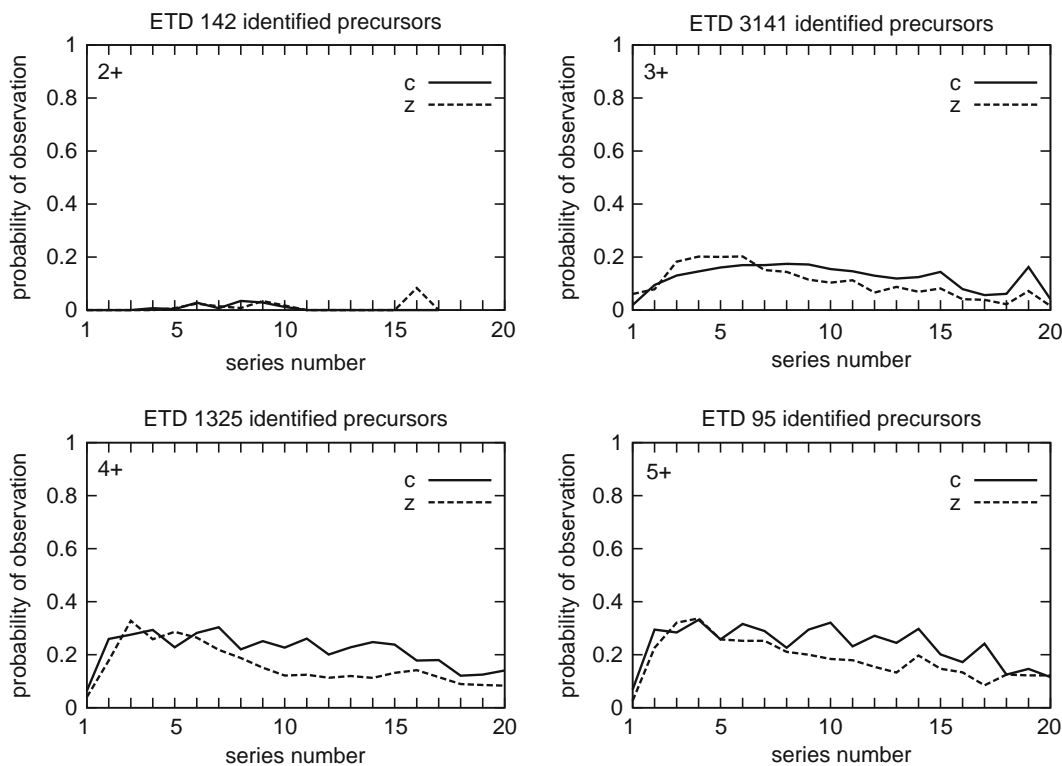 ETD 142 identified precursors
2+
c
z
probability of observation
1
0.8
0.6
0.4
0.2
0
1 5 10 15 20
series number
ETD 3141 identified precursors
3+
c
z
probability of observation
1
0.8
0.6
0.4
0.2
0
1 5 10 15 20
series number
ETD 1325 identified precursors
4+
c
z
probability of observation
1
0.8
0.6
0.4
0.2
0
1 5 10 15 20
series number
ETD 95 identified precursors
5+
c
z
probability of observation
1
0.8
0.6
0.4
0.2
0
1 5 10 15 20
series number